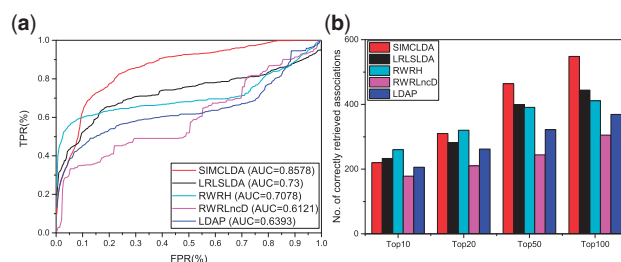 (a)
1.0
0.8
0.6
0.4
0.2
0.0
TPR(%)
SIMCLDA (AUC=0.8578)
LRLSLDA (AUC=0.73)
RWRH (AUC=0.7078)
RWRLncD (AUC=0.6121)
LDAP (AUC=0.6393)
0.0 0.1 0.2 0.3 0.4 0.5 0.6 0.7 0.8 0.9 1.0
FPR(%)
(b)
600
400
200
0
No. of correctly retrieved associations
SIMCLDA
LRLSLDA
RWRH
RWRLncD
LDAP
Top10 Top20 Top50 Top100